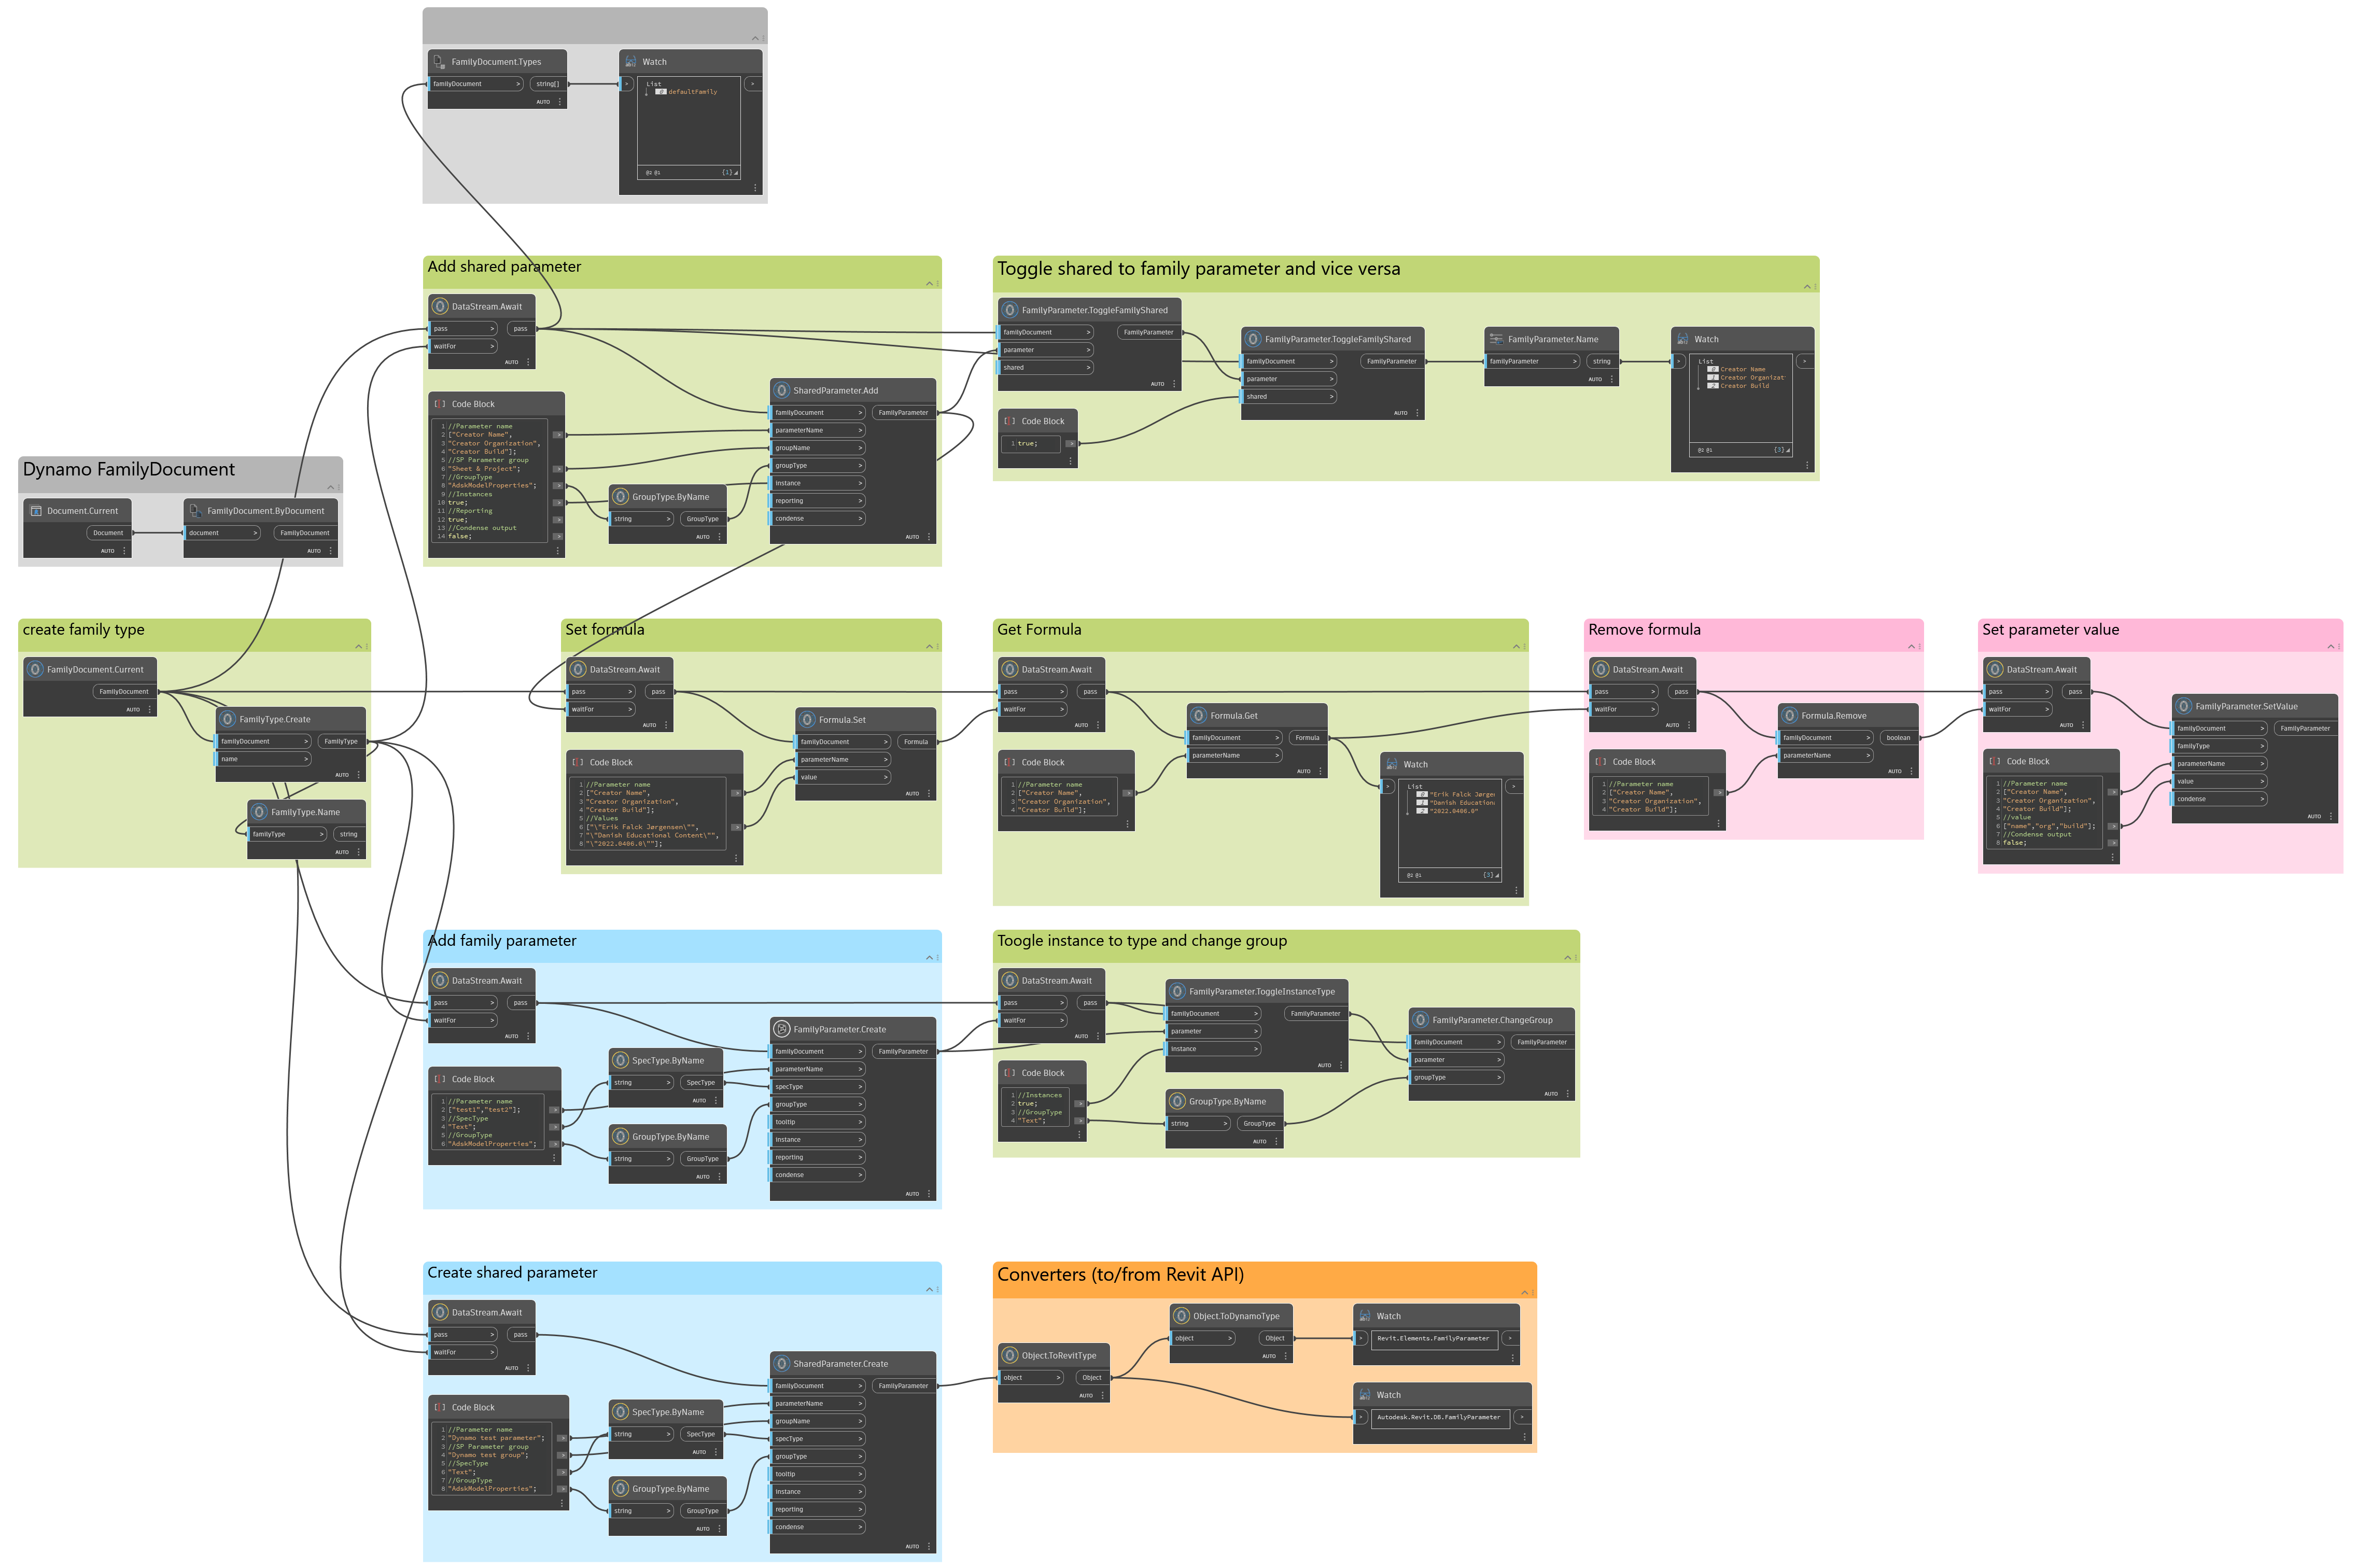 FamilyDocument.Types
familyDocument >
string[]
AUTO
Watch
>
>
List
0 defaultFamily
@2 @1
{1}
Add shared parameter
DataStream.Await
pass >
pass
waitFor >
AUTO
Code Block
1 //Parameter name
2 ["Creator Name",
3 "Creator Organization",
4 "Creator Build"];
5 //SP Parameter group
6 "Sheet & Project";
7 //GroupType
8 "AdskModelProperties";
9 //Instances
10 true;
11 //Reporting
12 true;
13 //Condense output
14 false;
GroupType.ByName
string >
GroupType
AUTO
SharedParameter.Add
familyDocument >
FamilyParameter
parameterName >
groupName >
groupType >
instance >
reporting >
condense >
AUTO
Toggle shared to family parameter and vice versa
FamilyParameter.ToggleFamilyShared
familyDocument >
FamilyParameter
parameter >
shared >
AUTO
Code Block
1 true;
FamilyParameter.ToggleFamilyShared
familyDocument >
FamilyParameter
parameter >
shared >
AUTO
FamilyParameter.Name
familyParameter >
string
AUTO
Watch
>
>
List
0 Creator Name
1 Creator Organizat
2 Creator Build
@2 @1
{3}
Dynamo FamilyDocument
Document.Current
Document
AUTO
FamilyDocument.ByDocument
document >
FamilyDocument
AUTO
create family type
FamilyDocument.Current
FamilyDocument
AUTO
FamilyType.Create
familyDocument >
FamilyType
name >
AUTO
FamilyType.Name
familyType >
string
AUTO
Set formula
DataStream.Await
pass >
pass
waitFor >
AUTO
Code Block
1 //Parameter name
2 ["Creator Name",
3 "Creator Organization",
4 "Creator Build"];
5 //Values
6 ["\"Erik Falck Jørgensen\"",
7 "\"Danish Educational Content\"",
8 "\"2022.0406.0\""];
Formula.Set
familyDocument >
Formula
parameterName >
value >
AUTO
Get Formula
DataStream.Await
pass >
pass
waitFor >
AUTO
Code Block
1 //Parameter name
2 ["Creator Name",
3 "Creator Organization",
4 "Creator Build"];
Formula.Get
familyDocument >
Formula
parameterName >
AUTO
Watch
>
>
List
0 "Erik Falck Jørgen
1 "Danish Education
2 "2022.0406.0"
@2 @1
{3}
Remove formula
DataStream.Await
pass >
pass
waitFor >
AUTO
Code Block
1 //Parameter name
2 ["Creator Name",
3 "Creator Organization",
4 "Creator Build"];
Formula.Remove
familyDocument >
boolean
parameterName >
AUTO
Set parameter value
DataStream.Await
pass >
pass
waitFor >
AUTO
Code Block
1 //Parameter name
2 ["Creator Name",
3 "Creator Organization",
4 "Creator Build"];
5 //value
6 ["name","org","build"];
7 //Condense output
8 false;
FamilyParameter.SetValue
familyDocument >
FamilyParameter
familyType >
parameterName >
value >
condense >
AUTO
Add family parameter
DataStream.Await
pass >
pass
waitFor >
AUTO
Code Block
1 //Parameter name
2 ["test1","test2"];
3 //SpecType
4 "Text";
5 //GroupType
6 "AdskModelProperties";
SpecType.ByName
string >
SpecType
AUTO
GroupType.ByName
string >
GroupType
AUTO
FamilyParameter.Create
familyDocument >
FamilyParameter
parameterName >
specType >
groupType >
tooltip >
instance >
reporting >
condense >
AUTO
Toogle instance to type and change group
DataStream.Await
pass >
pass
waitFor >
AUTO
Code Block
1 //Instances
2 true;
3 //GroupType
4 "Text";
FamilyParameter.ToggleInstanceType
familyDocument >
FamilyParameter
parameter >
instance >
AUTO
GroupType.ByName
string >
GroupType
AUTO
FamilyParameter.ChangeGroup
familyDocument >
FamilyParameter
parameter >
groupType >
AUTO
Create shared parameter
DataStream.Await
pass >
pass
waitFor >
AUTO
Code Block
1 //Parameter name
2 "Dynamo test parameter";
3 //SP Parameter group
4 "Dynamo test group";
5 //SpecType
6 "Text";
7 //GroupType
8 "AdskModelProperties";
SpecType.ByName
string >
SpecType
AUTO
GroupType.ByName
string >
GroupType
AUTO
SharedParameter.Create
familyDocument >
FamilyParameter
parameterName >
groupName >
specType >
groupType >
tooltip >
instance >
reporting >
condense >
AUTO
Converters (to/from Revit API)
Object.ToRevitType
object >
Object
AUTO
Object.ToDynamoType
object >
Object
AUTO
Watch
>
Revit.Elements.FamilyParameter
>
Watch
>
Autodesk.Revit.DB.FamilyParameter
>